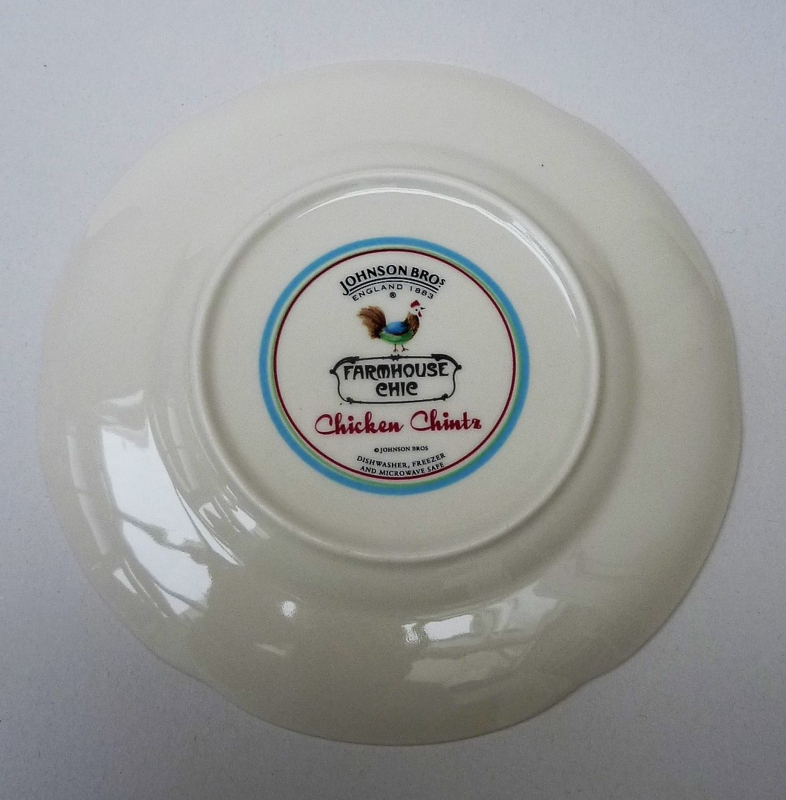 JOHNSON BROS
ENGLAND 1883
®
FARMHOUSE
CHIC
Chicken Chintz
© JOHNSON BROS
DISHWASHER, FREEZER
AND MICROWAVE SAFE